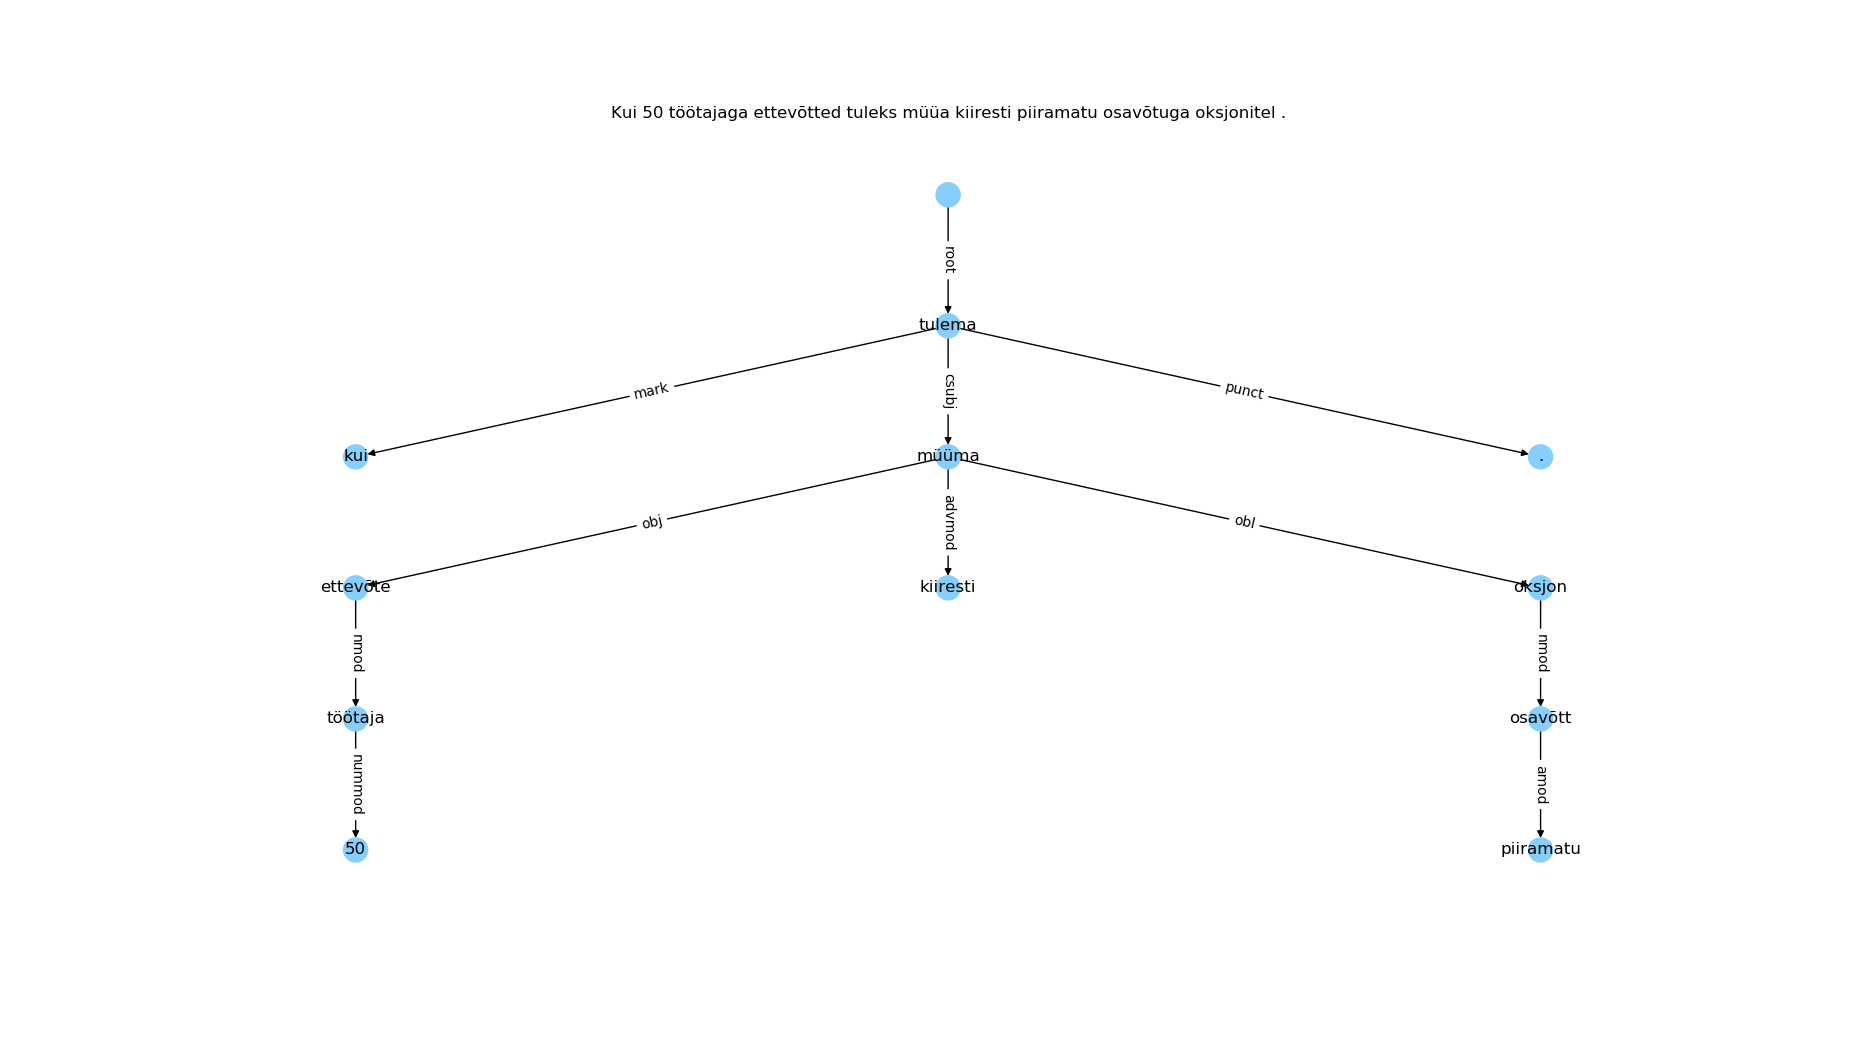 Kui 50 töötajaga ettevõtted tuleks müüa kiiresti piiramatu osavõtuga oksjonitel .
root
tulema
mark
csubj
punct
kui
müüma
.
obj
advmod
obl
ettevõte
kiiresti
oksjon
nmod
nmod
töötaja
osavõtt
nummod
amod
50
piiramatu